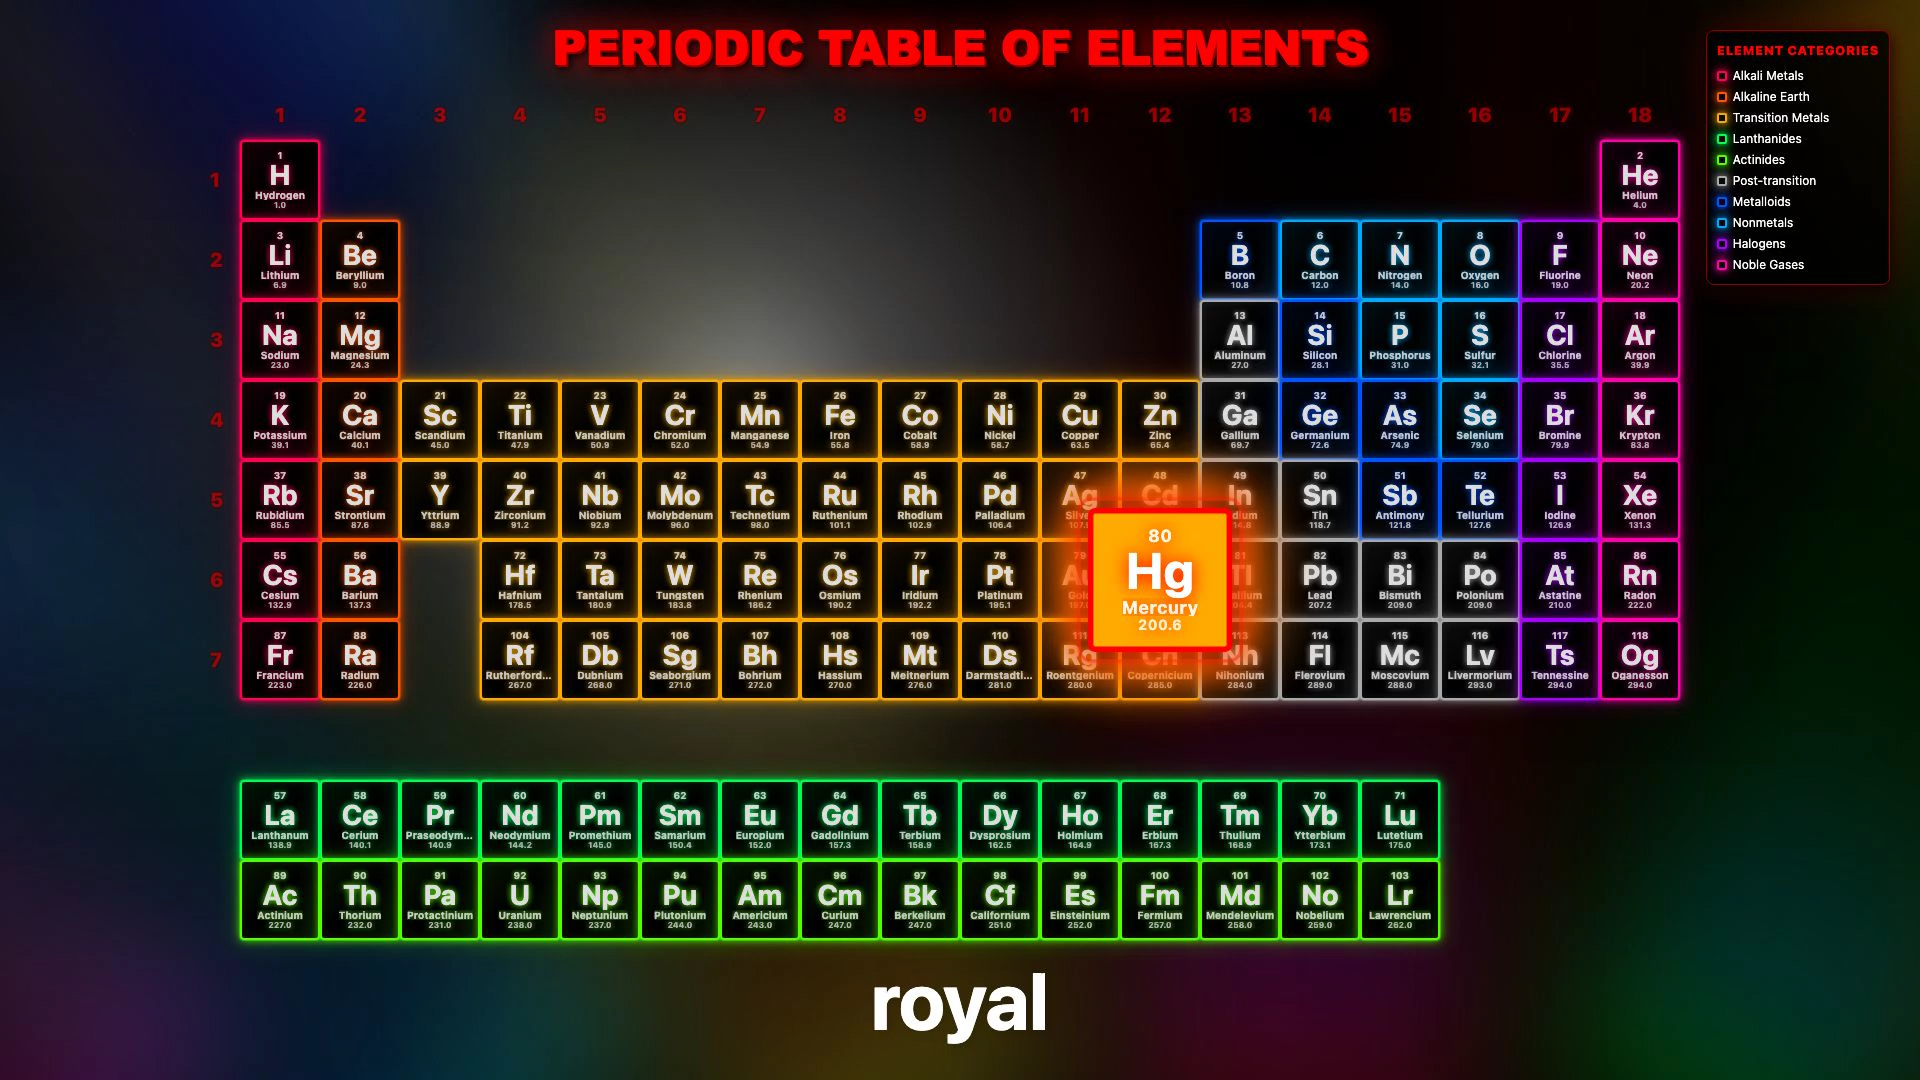 PERIODIC TABLE OF ELEMENTS
ELEMENT CATEGORIES
Alkali Metals
Alkaline Earth
Transition Metals
Lanthanides
Actinides
Post-transition
Metalloids
Nonmetals
Halogens
Noble Gases
1 2 3 4 5 6 7 8 9 10 11 12 13 14 15 16 17 18
1
1 2
H He
Hydrogen Helium
1.0 4.0
2
3 4 5 6 7 8 9 10
Li Be B C N O F Ne
Lithium Beryllium Boron Carbon Nitrogen Oxygen Fluorine Neon
6.9 9.0 10.8 12.0 14.0 16.0 19.0 20.2
3
11 12 13 14 15 16 17 18
Na Mg Al Si P S Cl Ar
Sodium Magnesium Aluminum Silicon Phosphorus Sulfur Chlorine Argon
23.0 24.3 27.0 28.1 31.0 32.1 35.5 39.9
4
19 20 21 22 23 24 25 26 27 28 29 30 31 32 33 34 35 36
K Ca Sc Ti V Cr Mn Fe Co Ni Cu Zn Ga Ge As Se Br Kr
Potassium Calcium Scandium Titanium Vanadium Chromium Manganese Iron Cobalt Nickel Copper Zinc Gallium Germanium Arsenic Selenium Bromine Krypton
39.1 40.1 45.0 47.9 50.9 52.0 54.9 55.8 58.9 58.7 63.5 65.4 69.7 72.6 74.9 79.0 79.9 83.8
5
37 38 39 40 41 42 43 44 45 46 47 48 49 50 51 52 53 54
Rb Sr Y Zr Nb Mo Tc Ru Rh Pd Ag Cd In Sn Sb Te I Xe
Rubidium Strontium Yttrium Zirconium Niobium Molybdenum Technetium Ruthenium Rhodium Palladium Tin Antimony Tellurium Iodine Xenon
85.5 87.6 88.9 91.2 92.9 96.0 98.0 101.1 102.9 106.4 118.7 121.8 127.6 126.9 131.3
6
55 56 72 73 74 75 76 77 78 79 80 81 82 83 84 85 86
Cs Ba Hf Ta W Re Os Ir Pt Hg Tl Pb Bi Po At Rn
Cesium Barium Hafnium Tantalum Tungsten Rhenium Osmium Iridium Platinum Mercury Lead Bismuth Polonium Astatine Radon
132.9 137.3 178.5 180.9 183.8 186.2 190.2 192.2 195.1 200.6 207.2 209.0 209.0 210.0 222.0
7
87 88 104 105 106 107 108 109 110 111 113 114 115 116 117 118
Fr Ra Rf Db Sg Bh Hs Mt Ds Rg Cn Nh Fl Mc Lv Ts Og
Francium Radium Rutherford... Dubnium Seaborgium Bohrium Hassium Meitnerium Darmstadti... Roentgenium Copernicium Nihonium Flerovium Moscovium Livermorium Tennessine Oganesson
223.0 226.0 267.0 268.0 271.0 272.0 270.0 276.0 281.0 280.0 285.0 284.0 289.0 288.0 293.0 294.0 294.0
57 58 59 60 61 62 63 64 65 66 67 68 69 70 71
La Ce Pr Nd Pm Sm Eu Gd Tb Dy Ho Er Tm Yb Lu
Lanthanum Cerium Praseodym... Neodymium Promethium Samarium Europium Gadolinium Terbium Dysprosium Holmium Erbium Thulium Ytterbium Lutetium
138.9 140.1 140.9 144.2 145.0 150.4 152.0 157.3 158.9 162.5 164.9 167.3 168.9 173.1 175.0
89 90 91 92 93 94 95 96 97 98 99 100 101 102 103
Ac Th Pa U Np Pu Am Cm Bk Cf Es Fm Md No Lr
Actinium Thorium Protactinium Uranium Neptunium Plutonium Americium Curium Berkelium Californium Einsteinium Fermium Mendelevium Nobelium Lawrencium
227.0 232.0 231.0 238.0 237.0 244.0 243.0 247.0 247.0 251.0 252.0 257.0 258.0 259.0 262.0
royal